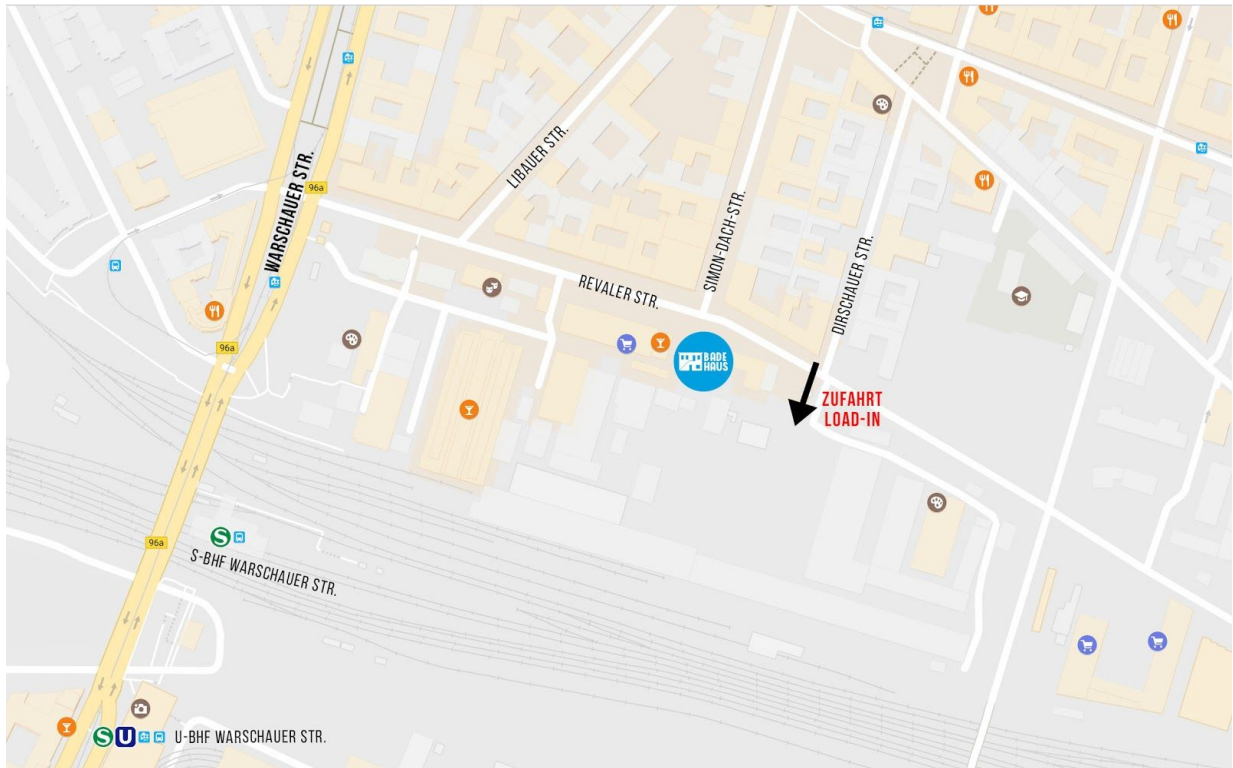 LIBAUER STR.
WARSCHAUER STR.
96a
SIMON-DACH-STR.
DIRSCHAUER STR.
REVALER STR.
96a
BADE
HAUS
ZUFAHRT
LOAD-IN
96a
S
S-BHF WARSCHAUER STR.
S U U-BHF WARSCHAUER STR.